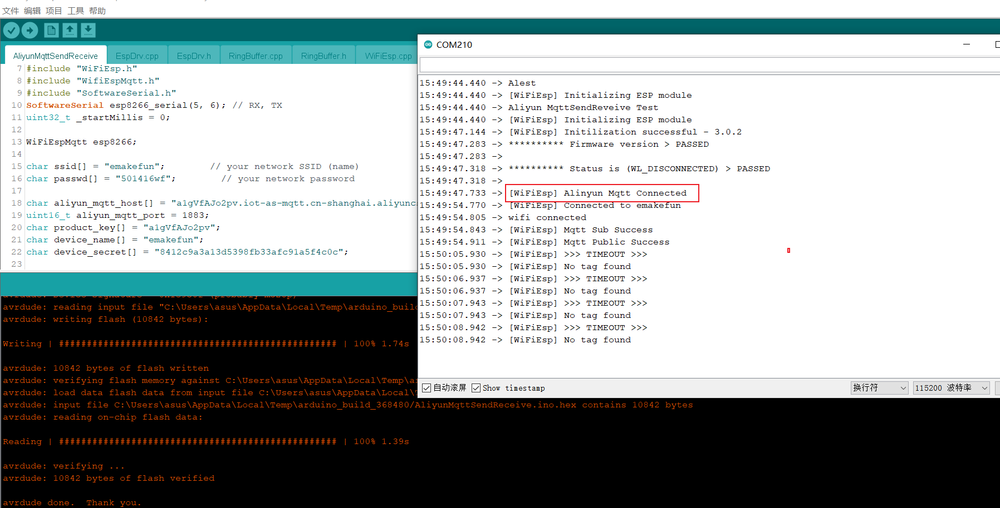 文件 编辑 项目 工具 帮助
AliyunMqttSendReceive EspDrv.cpp EspDrv.h RingBuffer.cpp RingBuffer.h WiFiEsp.cpp
7 #include "WiFiEsp.h"
8 #include "WifiEspMqtt.h"
9 #include "SoftwareSerial.h"
10 SoftwareSerial esp8266_serial(5, 6); // RX, TX
11 uint32_t _startMillis = 0;
12
13 WiFiEspMqtt esp8266;
14
15 char ssid[] = "emakefun"; // your network SSID (name)
16 char passwd[] = "501416wf"; // your network password
17
18 char aliyun_mqtt_host[] = "a1gVfAJo2pv.iot-as-mqtt.cn-shanghai.aliyunc
19 uint16_t aliyun_mqtt_port = 1883;
20 char product_key[] = "a1gVfAJo2pv";
21 char device_name[] = "emakefun";
22 char device_secret[] = "8412c9a3a13d5398fb33afc91a5f4c0c";
23
COM210
15:49:44.440 -> Alest
15:49:44.440 -> [WiFiEsp] Initializing ESP module
15:49:44.440 -> Aliyun MqttSendReveive Test
15:49:44.440 -> [WiFiEsp] Initializing ESP module
15:49:47.144 -> [WiFiEsp] Initilization successful - 3.0.2
15:49:47.283 -> ********** Firmware version > PASSED
15:49:47.283 ->
15:49:47.318 -> ********** Status is (WL_DISCONNECTED) > PASSED
15:49:47.318 ->
15:49:47.733 -> [WiFiEsp] Alinyun Mqtt Connected
15:49:54.770 -> [WiFiEsp] Connected to emakefun
15:49:54.805 -> wifi connected
15:49:54.843 -> [WiFiEsp] Mqtt Sub Success
15:49:54.911 -> [WiFiEsp] Mqtt Public Success
15:50:05.930 -> [WiFiEsp] >>> TIMEOUT >>>
15:50:05.930 -> [WiFiEsp] No tag found
15:50:06.937 -> [WiFiEsp] >>> TIMEOUT >>>
15:50:06.937 -> [WiFiEsp] No tag found
15:50:07.943 -> [WiFiEsp] >>> TIMEOUT >>>
15:50:07.943 -> [WiFiEsp] No tag found
15:50:08.942 -> [WiFiEsp] >>> TIMEOUT >>>
15:50:08.942 -> [WiFiEsp] No tag found
自动滚屏 Show timestamp 换行符 115200 波特率
avrdude: reading input file "C:\Users\asus\AppData\Local\Temp\arduino_build
avrdude: writing flash (10842 bytes):
Writing | ################################################## | 100% 1.74s
avrdude: 10842 bytes of flash written
avrdude: verifying flash memory against C:\Users\asus\AppData\Local\Temp\ar
avrdude: load data flash data from input file C:\Users\asus\AppData\Local\T
avrdude: input file C:\Users\asus\AppData\Local\Temp\arduino_build_368480/AliyunMqttSendReceive.ino.hex contains 10842 bytes
avrdude: reading on-chip flash data:
Reading | ################################################## | 100% 1.39s
avrdude: verifying ...
avrdude: 10842 bytes of flash verified
avrdude done.  Thank you.